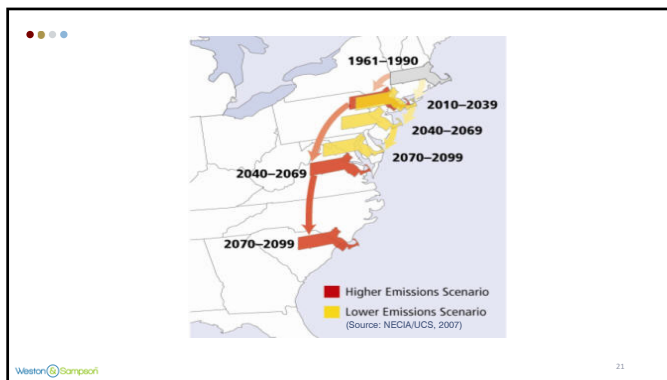 1961–1990
2010–2039
2040–2069
2070–2099
2040–2069
2070–2099
Higher Emissions Scenario
Lower Emissions Scenario
(Source: NECIA/UCS, 2007)
Weston & Sampson
21